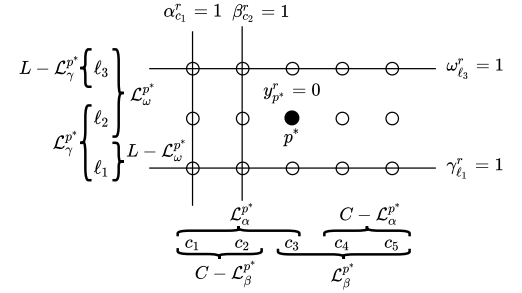 α^r_{c_1} = 1 β^r_{c_2} = 1
L − 𝓛^{p*}_γ { ℓ_3 ω^r_{ℓ_3} = 1
} 𝓛^{p*}_ω y^r_{p*} = 0
𝓛^{p*}_γ { ℓ_2
p*
} L − 𝓛^{p*}_ω
ℓ_1 γ^r_{ℓ_1} = 1
𝓛^{p*}_α C − 𝓛^{p*}_α
c_1 c_2 c_3 c_4 c_5
C − 𝓛^{p*}_β 𝓛^{p*}_β